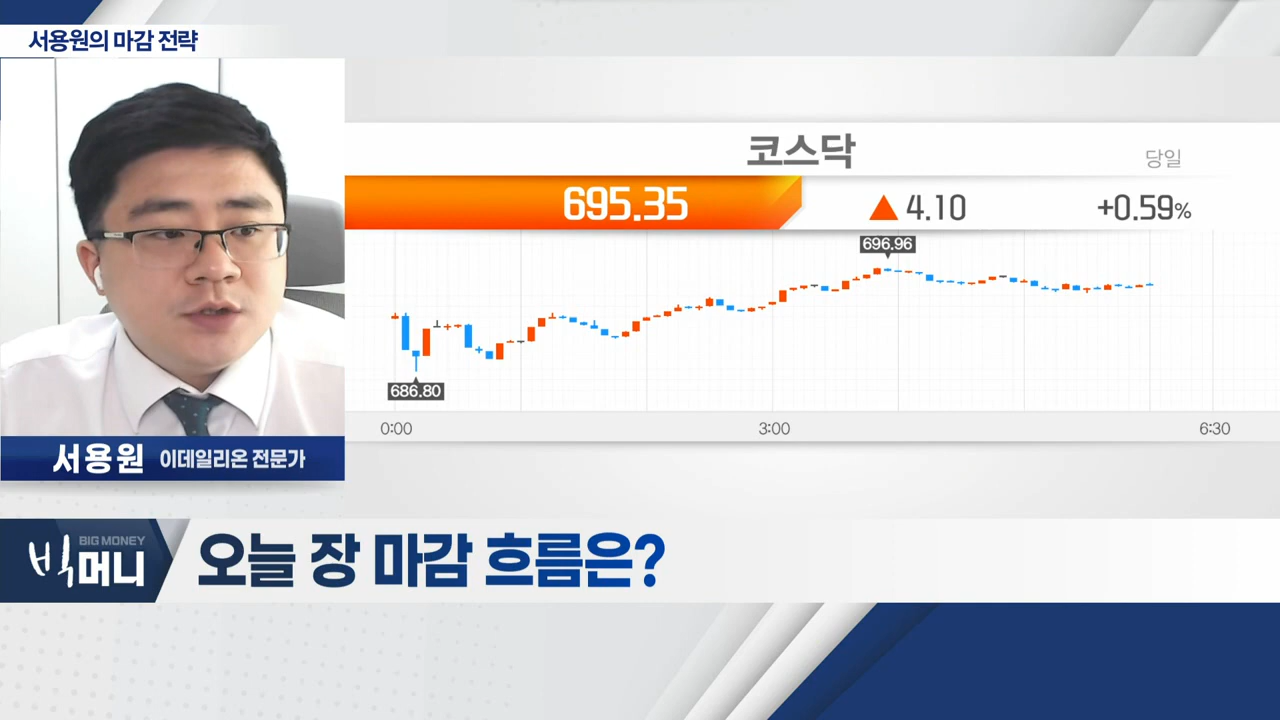 서용원의 마감 전략
코스닥
당일
695.35
▲ 4.10
+0.59%
696.96
686.80
0:00
3:00
6:30
서용원 이데일리온 전문가
BIG MONEY
빅머니
오늘 장 마감 흐름은?